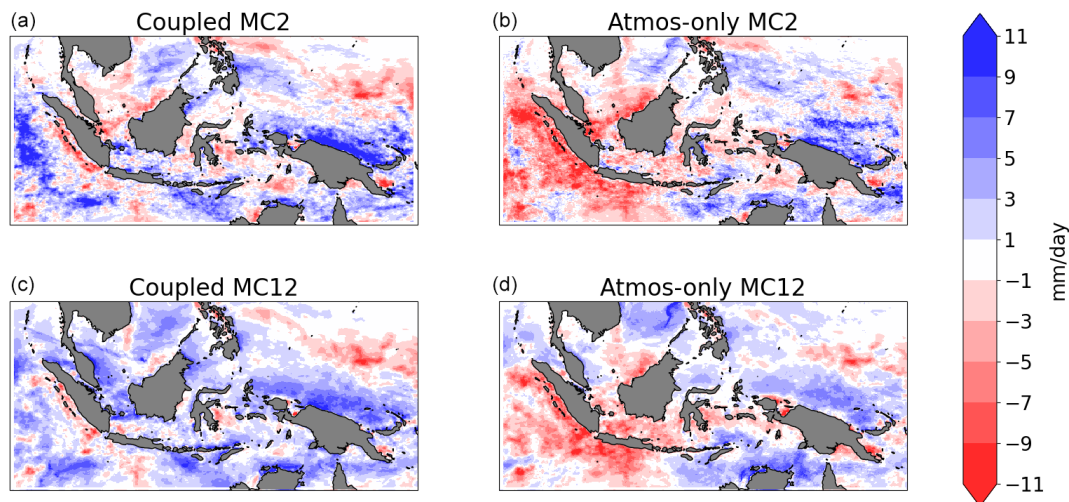 (a) Coupled MC2
(b) Atmos-only MC2
(c) Coupled MC12
(d) Atmos-only MC12
11
9
7
5
3
1
−1
−3
−5
−7
−9
−11
mm/day